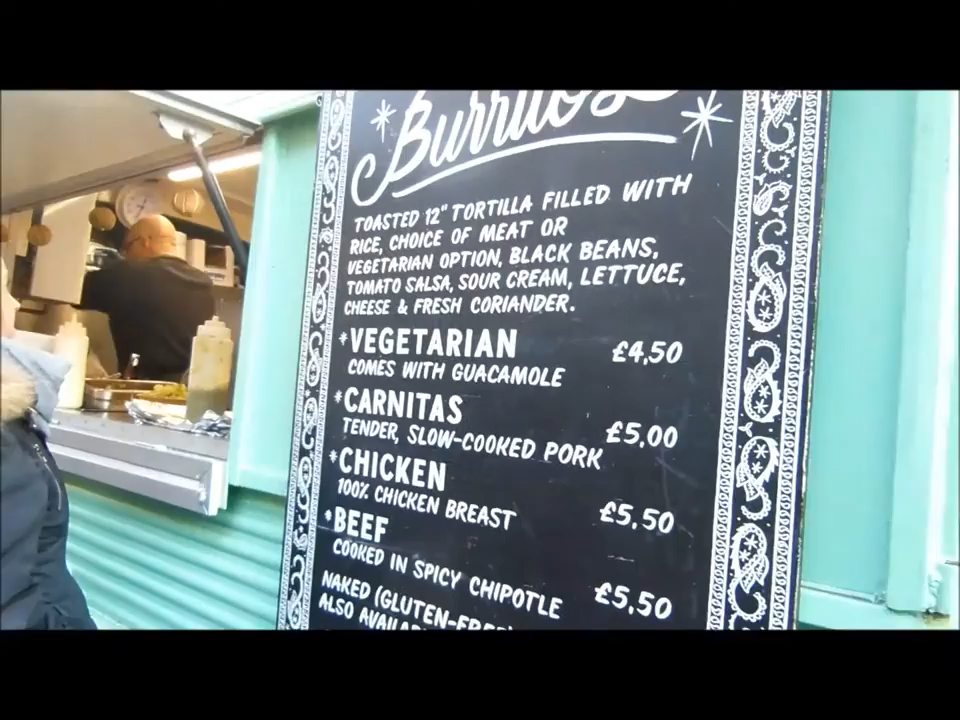 Burritos
TOASTED 12" TORTILLA FILLED WITH
RICE, CHOICE OF MEAT OR
VEGETARIAN OPTION, BLACK BEANS,
TOMATO SALSA, SOUR CREAM, LETTUCE,
CHEESE & FRESH CORIANDER.
*VEGETARIAN £4,50
COMES WITH GUACAMOLE
*CARNITAS
TENDER, SLOW-COOKED PORK £5,00
*CHICKEN
100% CHICKEN BREAST £5,50
*BEEF
COOKED IN SPICY CHIPOTLE £5,50
NAKED (GLUTEN-FREE)
ALSO